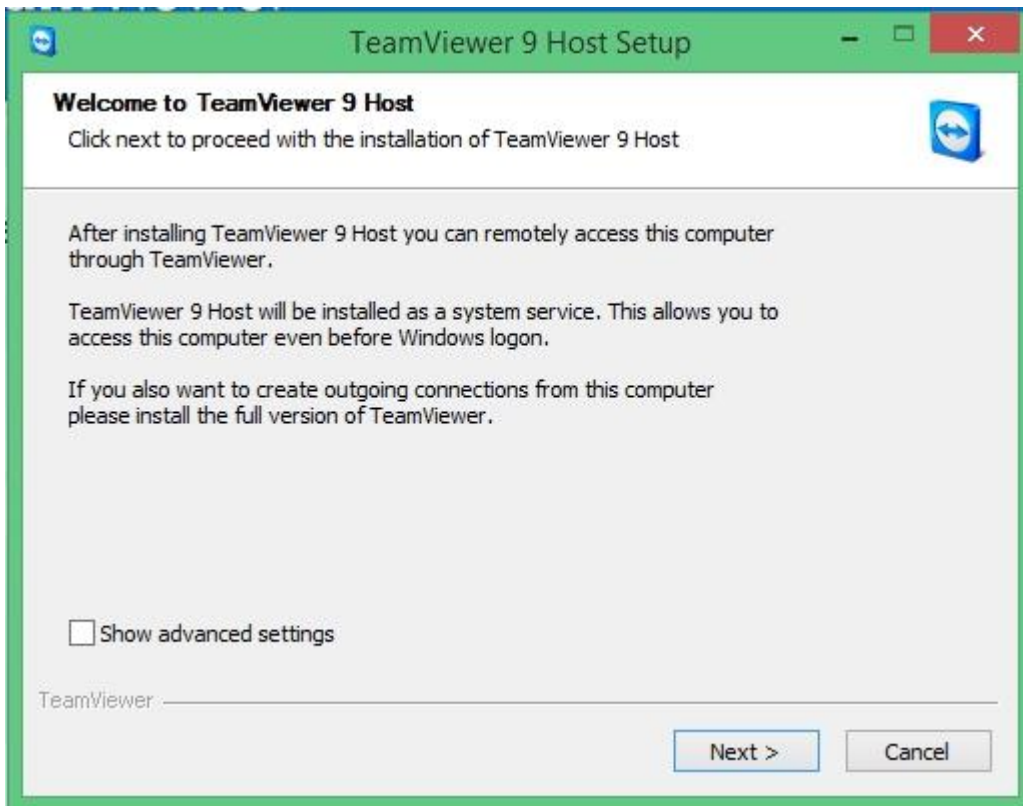 TeamViewer 9 Host Setup
Welcome to TeamViewer 9 Host
Click next to proceed with the installation of TeamViewer 9 Host
After installing TeamViewer 9 Host you can remotely access this computer
through TeamViewer.
TeamViewer 9 Host will be installed as a system service. This allows you to
access this computer even before Windows logon.
If you also want to create outgoing connections from this computer
please install the full version of TeamViewer.
Show advanced settings
TeamViewer
Next >
Cancel